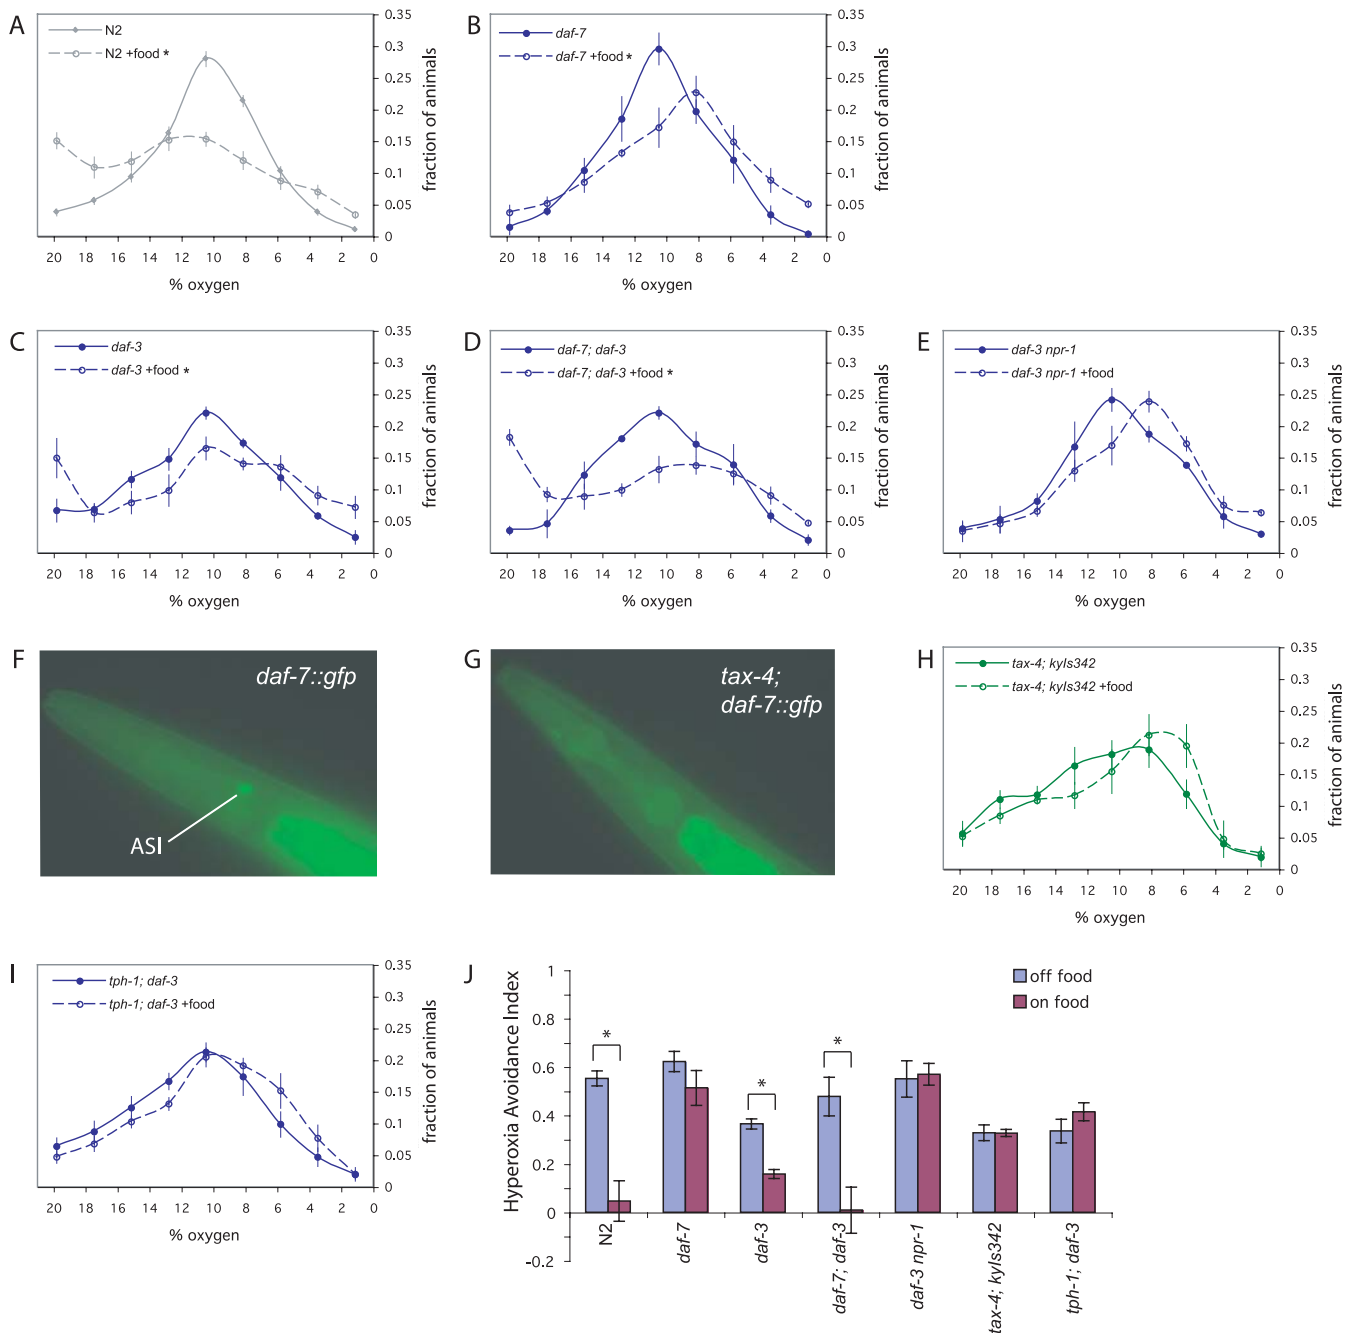 A
N2
N2 +food *
0.35
0.3
0.25
0.2
0.15
0.1
0.05
0
fraction of animals
20 18 16 14 12 10 8 6 4 2 0
% oxygen
B
daf-7
daf-7 +food *
0.35
0.3
0.25
0.2
0.15
0.1
0.05
0
fraction of animals
20 18 16 14 12 10 8 6 4 2 0
% oxygen
C
daf-3
daf-3 +food *
0.35
0.3
0.25
0.2
0.15
0.1
0.05
0
fraction of animals
20 18 16 14 12 10 8 6 4 2 0
% oxygen
D
daf-7; daf-3
daf-7; daf-3 +food *
0.35
0.3
0.25
0.2
0.15
0.1
0.05
0
fraction of animals
20 18 16 14 12 10 8 6 4 2 0
% oxygen
E
daf-3 npr-1
daf-3 npr-1 +food
0.35
0.3
0.25
0.2
0.15
0.1
0.05
0
fraction of animals
20 18 16 14 12 10 8 6 4 2 0
% oxygen
F
daf-7::gfp
ASI
G
tax-4;
daf-7::gfp
H
tax-4; kyIs342
tax-4; kyIs342 +food
0.35
0.3
0.25
0.2
0.15
0.1
0.05
0
fraction of animals
20 18 16 14 12 10 8 6 4 2 0
% oxygen
I
tph-1; daf-3
tph-1; daf-3 +food
0.35
0.3
0.25
0.2
0.15
0.1
0.05
0
fraction of animals
20 18 16 14 12 10 8 6 4 2 0
% oxygen
J
off food
on food
Hyperoxia Avoidance Index
1
0.8
0.6
0.4
0.2
0
-0.2
* * *
N2
daf-7
daf-3
daf-7; daf-3
daf-3 npr-1
tax-4; kyIs342
tph-1; daf-3